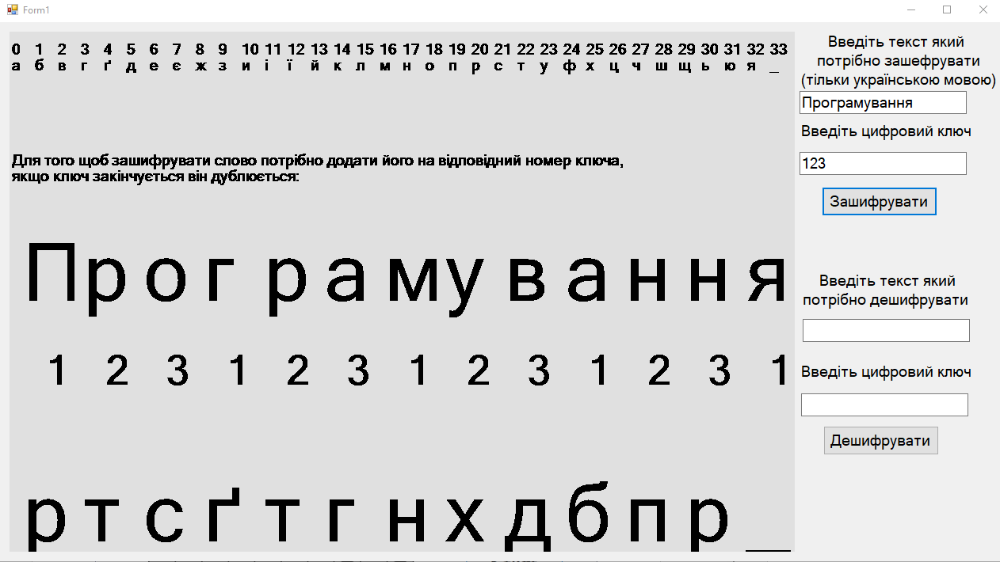 Form1
0 1 2 3 4 5 6 7 8 9 10 11 12 13 14 15 16 17 18 19 20 21 22 23 24 25 26 27 28 29 30 31 32 33
а б в г ґ д е є ж з и і ї й к л м н о п р с т у ф х ц ч ш щ ь ю я _
Для того щоб зашифрувати слово потрібно додати його на відповідний номер ключа,
якщо ключ закінчується він дублюється:
Програмування
1 2 3 1 2 3 1 2 3 1 2 3 1
ртсґтгнхдбпр_
Введіть текст який
потрібно зашефрувати
(тільки українською мовою)
Програмування
Введіть цифровий ключ
123
Зашифрувати
Введіть текст який
потрібно дешифрувати
Введіть цифровий ключ
Дешифрувати